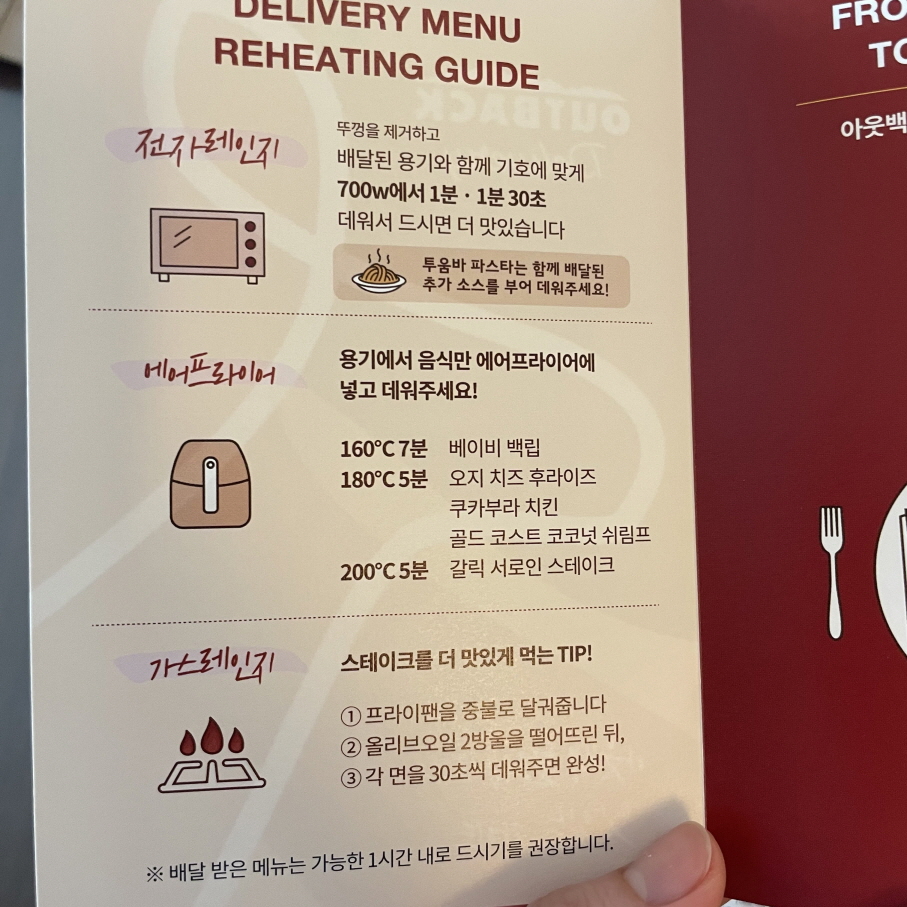 DELIVERY MENU
REHEATING GUIDE
전자레인지
뚜껑을 제거하고
배달된 용기와 함께 기호에 맞게
700w에서 1분 · 1분 30초
데워서 드시면 더 맛있습니다
투움바 파스타는 함께 배달된
추가 소스를 부어 데워주세요!
에어프라이어
용기에서 음식만 에어프라이어에
넣고 데워주세요!
160°C 7분 베이비 백립
180°C 5분 오지 치즈 후라이즈
쿠카부라 치킨
골드 코스트 코코넛 쉬림프
200°C 5분 갈릭 서로인 스테이크
가스레인지
스테이크를 더 맛있게 먹는 TIP!
① 프라이팬을 중불로 달궈줍니다
② 올리브오일 2방울을 떨어뜨린 뒤,
③ 각 면을 30초씩 데워주면 완성!
※ 배달 받은 메뉴는 가능한 1시간 내로 드시기를 권장합니다.
OUTBACK
FRO
TO
아웃백